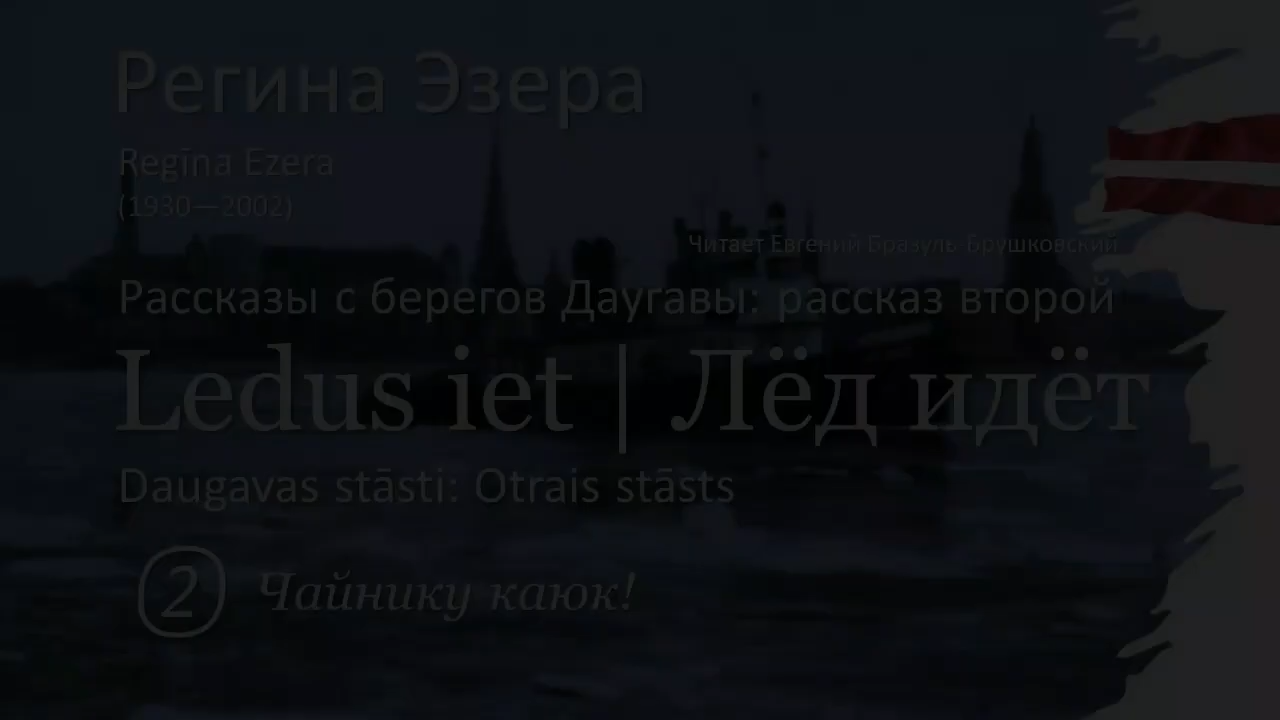 Регина Эзера
Regīna Ezera
(1930—2002)
Читает Евгений Бразуль-Брушковский
Рассказы с берегов Даугавы: рассказ второй
Ledus iet | Лёд идёт
Daugavas stāsti: Otrais stāsts
2 Чайнику каюк!